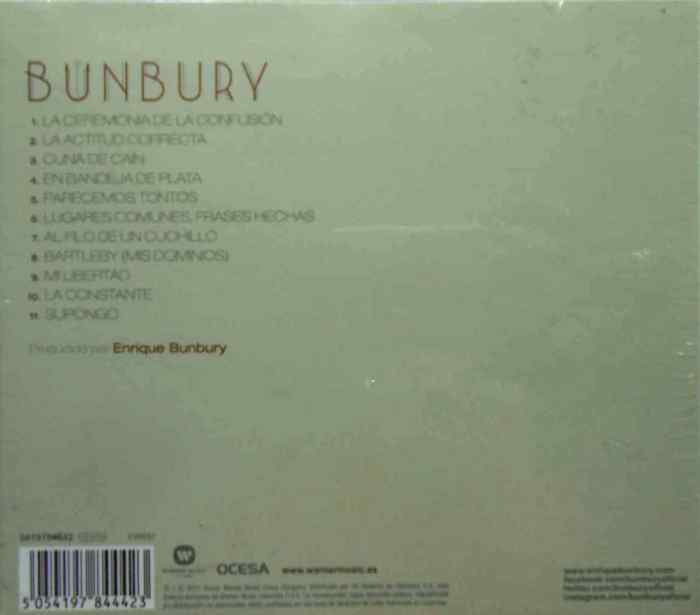 BUNBURY
1. LA CEREMONIA DE LA CONFUSIÓN
2. LA ACTITUD CORRECTA
3. CUNA DE CAÍN
4. EN BANDEJA DE PLATA
5. PARECEMOS TONTOS
6. LUGARES COMUNES, FRASES HECHAS
7. AL FILO DE UN CUCHILLO
8. BARTLEBY (MIS DOMINIOS)
9. MI LIBERTAD
10. LA CONSTANTE
11. SUPONGO
Producido por Enrique Bunbury
5 054197 844423
OCESA www.warnermusic.es
www.enriquebunbury.com